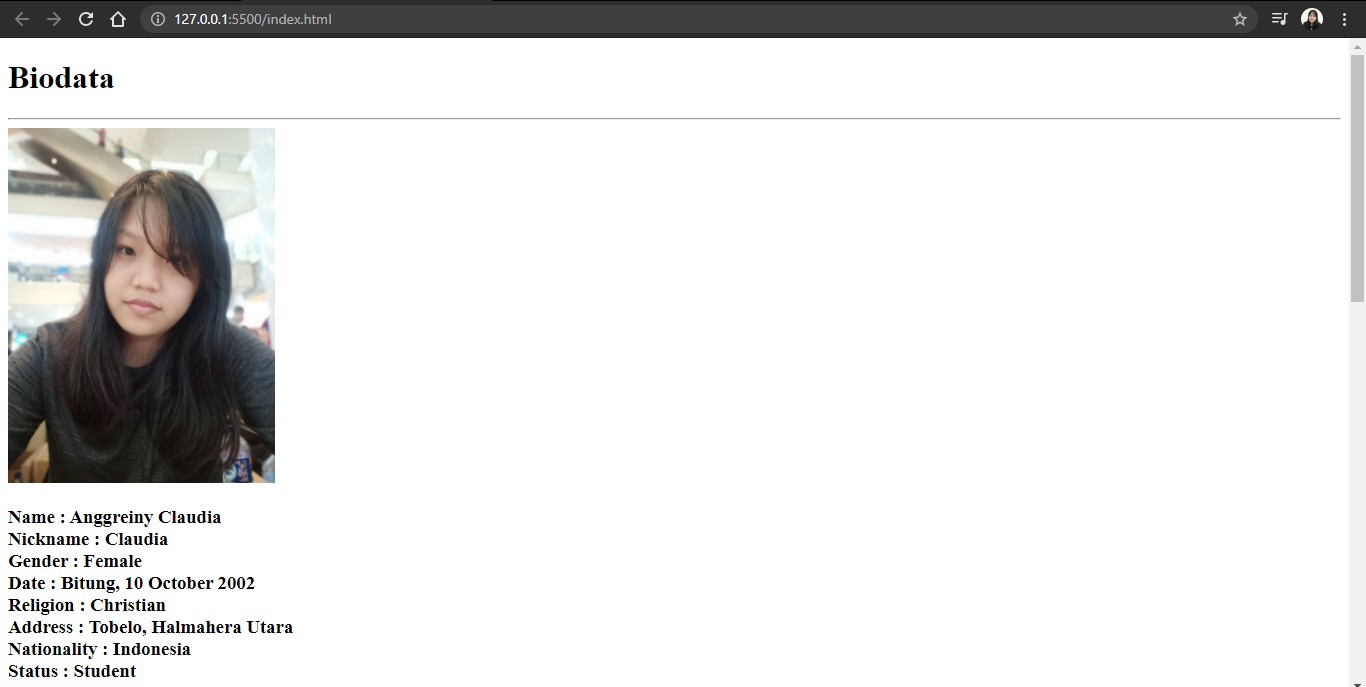 127.0.0.1:5500/index.html
Biodata
Name : Anggreiny Claudia
Nickname : Claudia
Gender : Female
Date : Bitung, 10 October 2002
Religion : Christian
Address : Tobelo, Halmahera Utara
Nationality : Indonesia
Status : Student